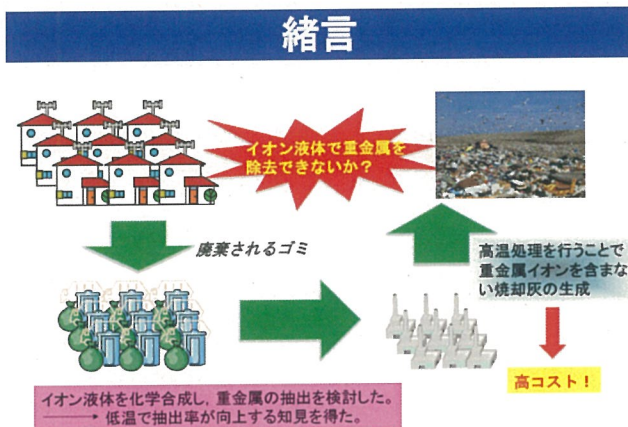 緒言
イオン液体で重金属を
除去できないか？
廃棄されるゴミ
高温処理を行うことで
重金属イオンを含まな
い焼却灰の生成
高コスト！
イオン液体を化学合成し，重金属の抽出を検討した。
低温で抽出率が向上する知見を得た。